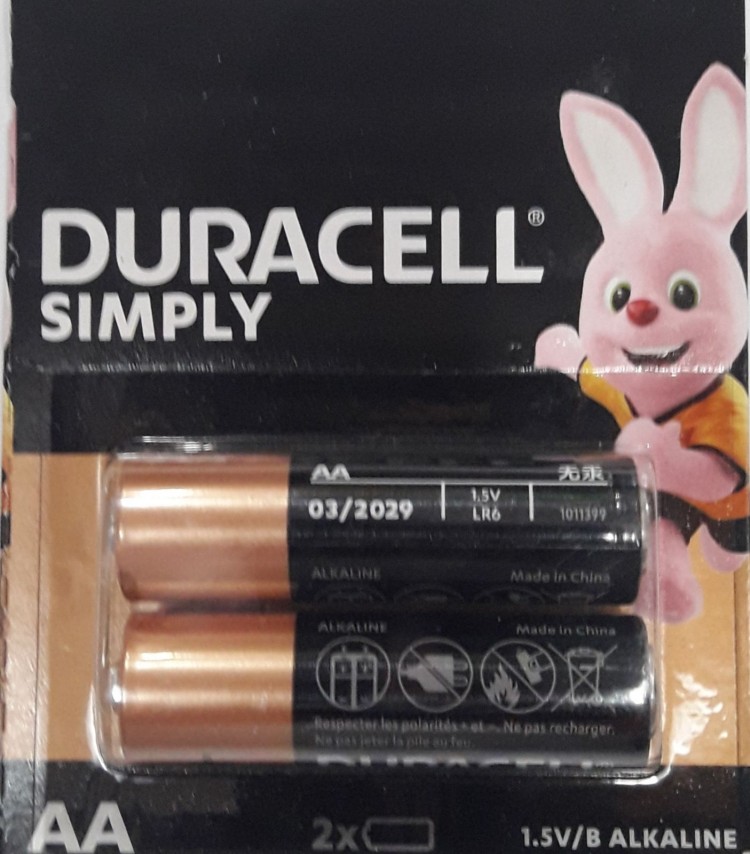 DURACELL®
SIMPLY
AA 无汞
03/2029 1.5V LR6 1011399
ALKALINE Made in China
ALKALINE Made in China
Respecter les polarités + et -. Ne pas recharger.
Ne pas jeter la pile au feu.
DURACELL
AA 2x 1.5V/B ALKALINE